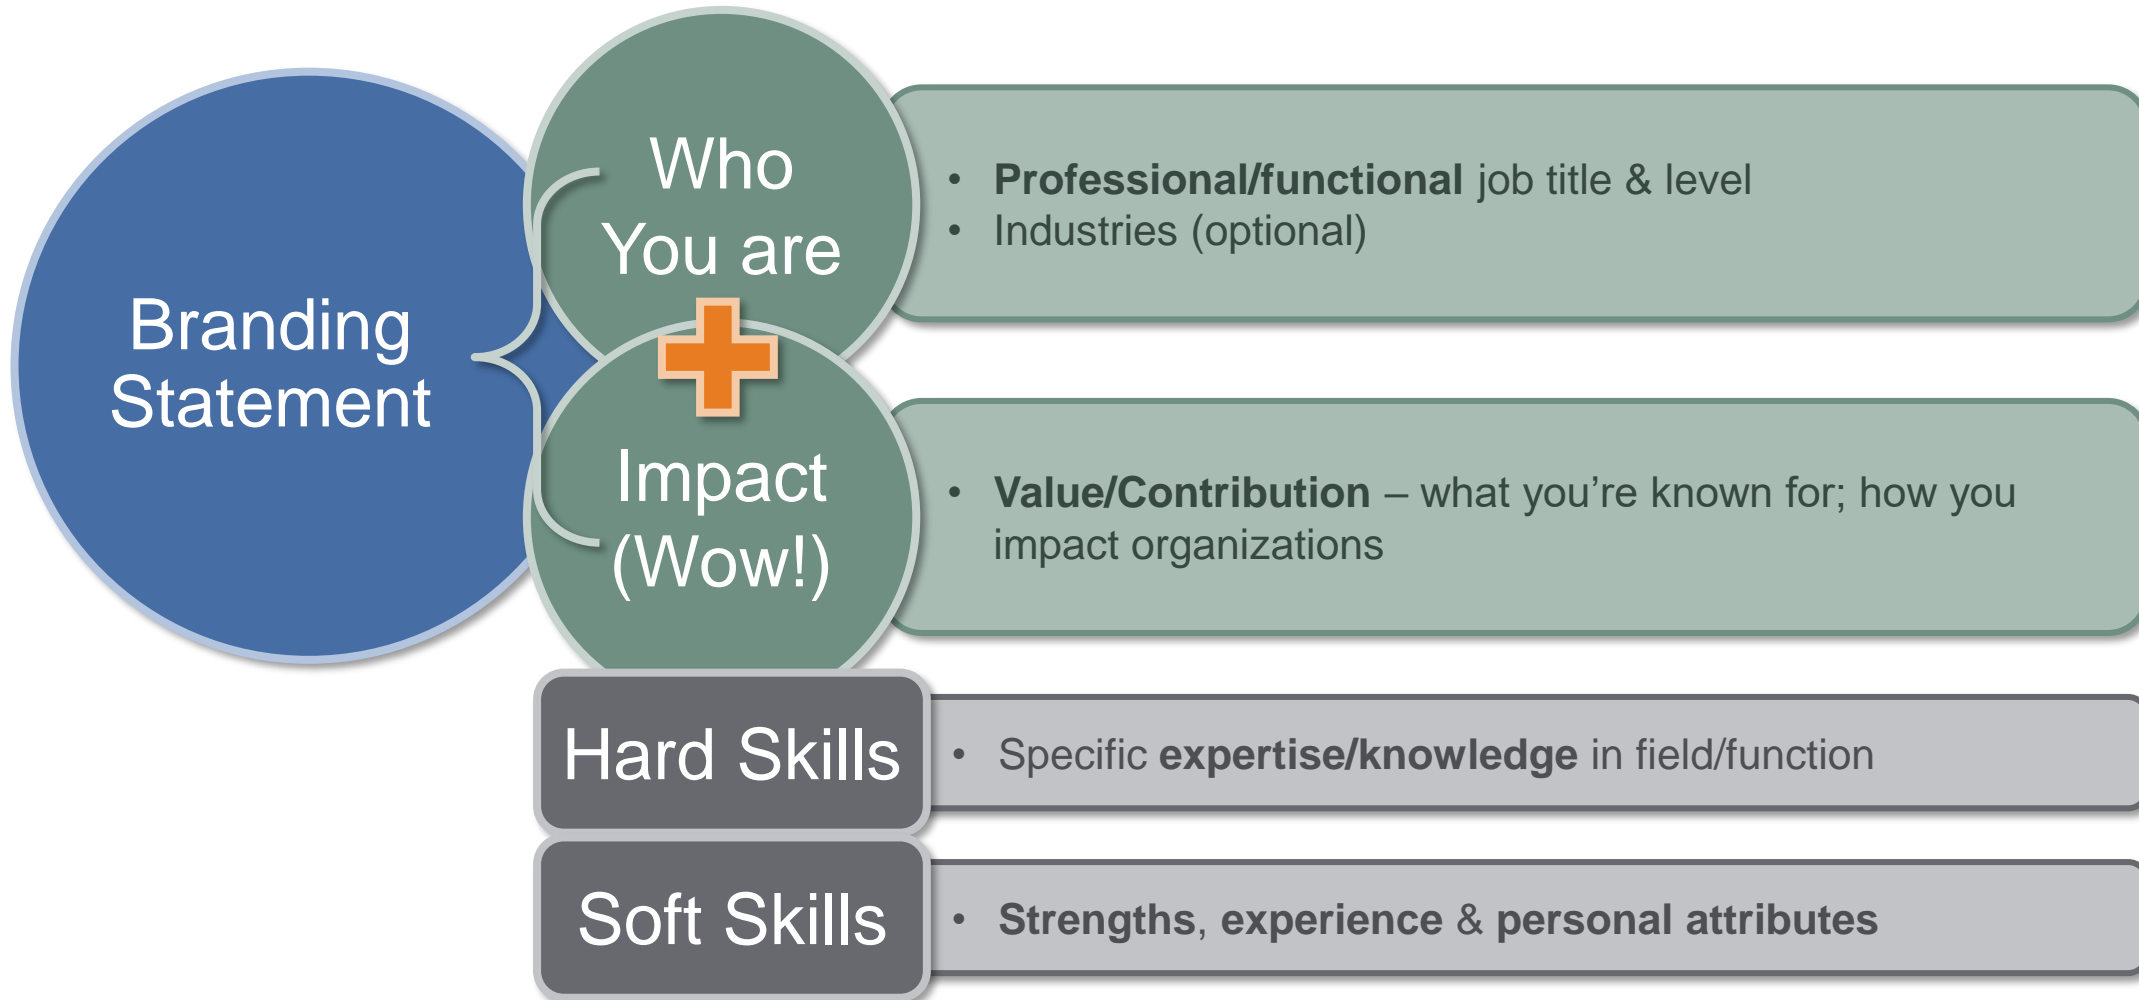 Branding
Statement
Who
You are
• Professional/functional job title & level
• Industries (optional)
Impact
(Wow!)
• Value/Contribution – what you’re known for; how you
impact organizations
Hard Skills
• Specific expertise/knowledge in field/function
Soft Skills
• Strengths, experience & personal attributes